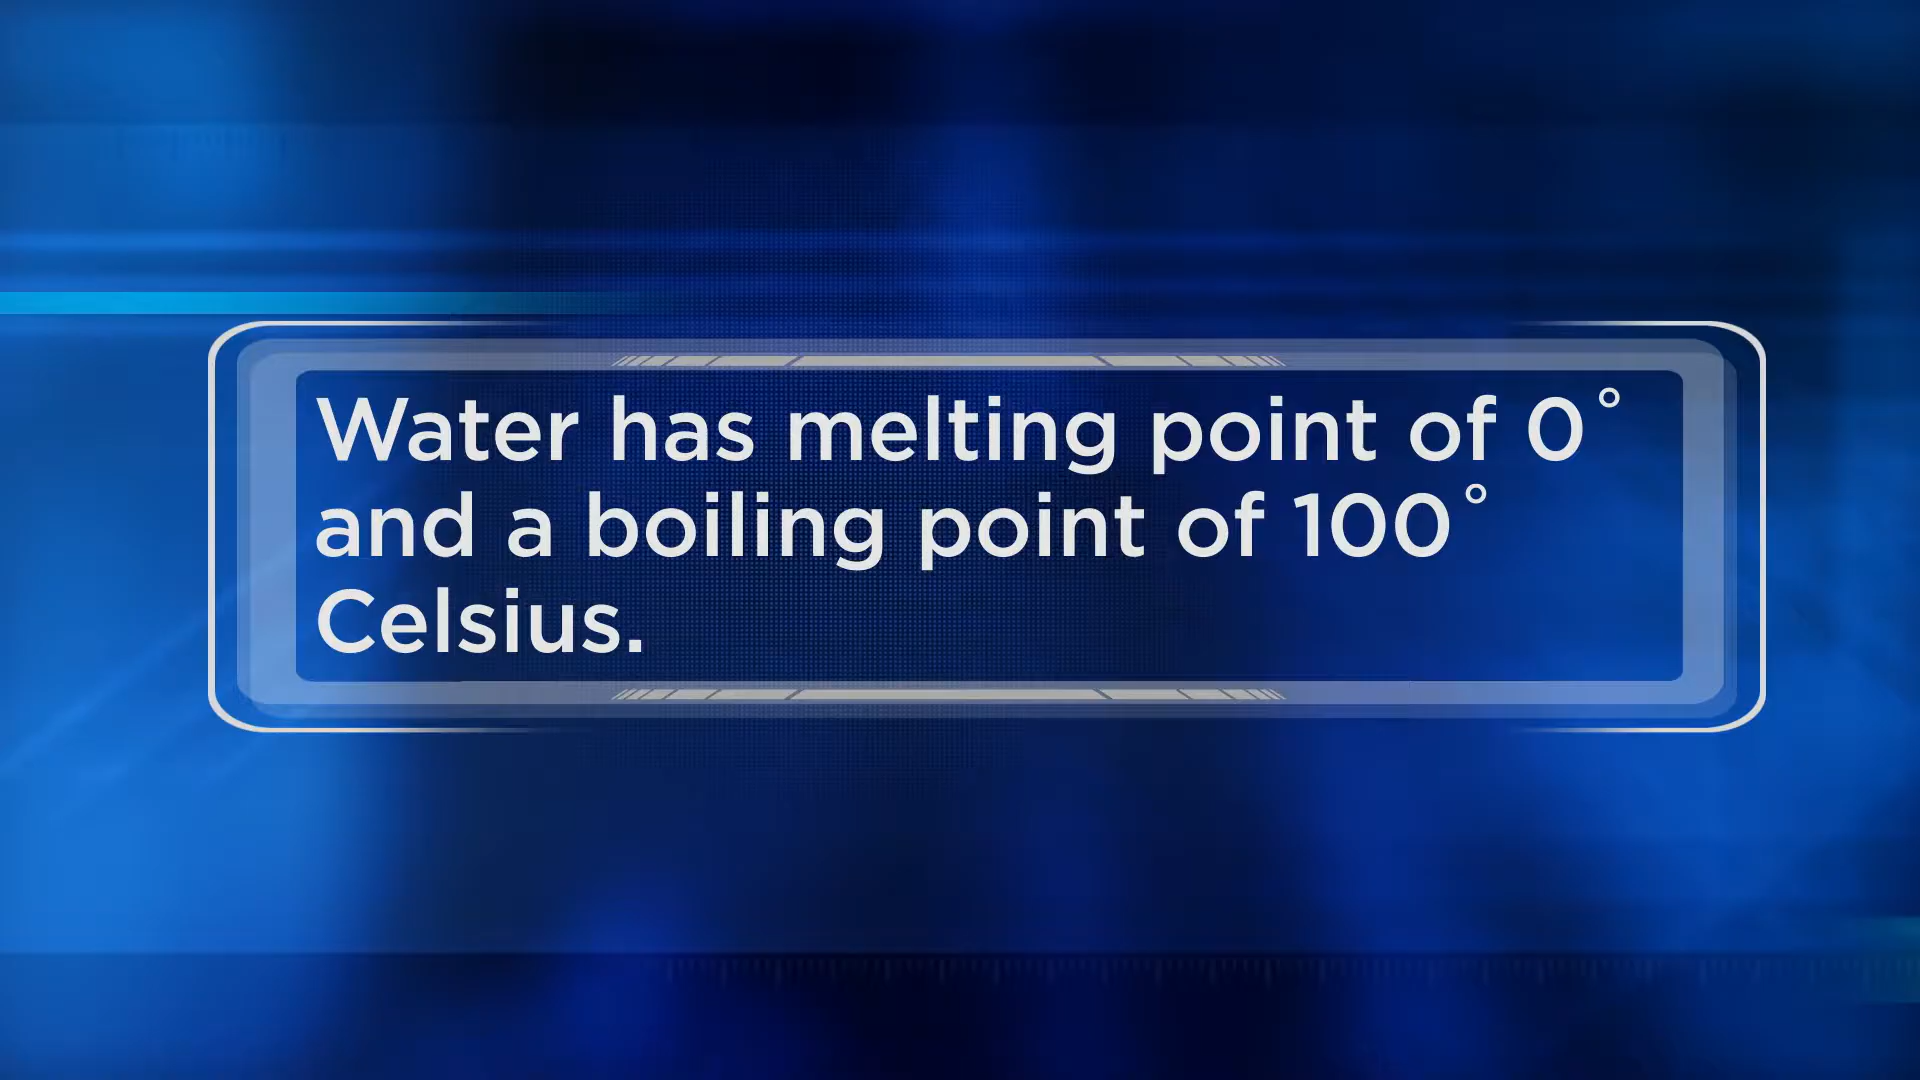 Water has melting point of 0°
and a boiling point of 100°
Celsius.